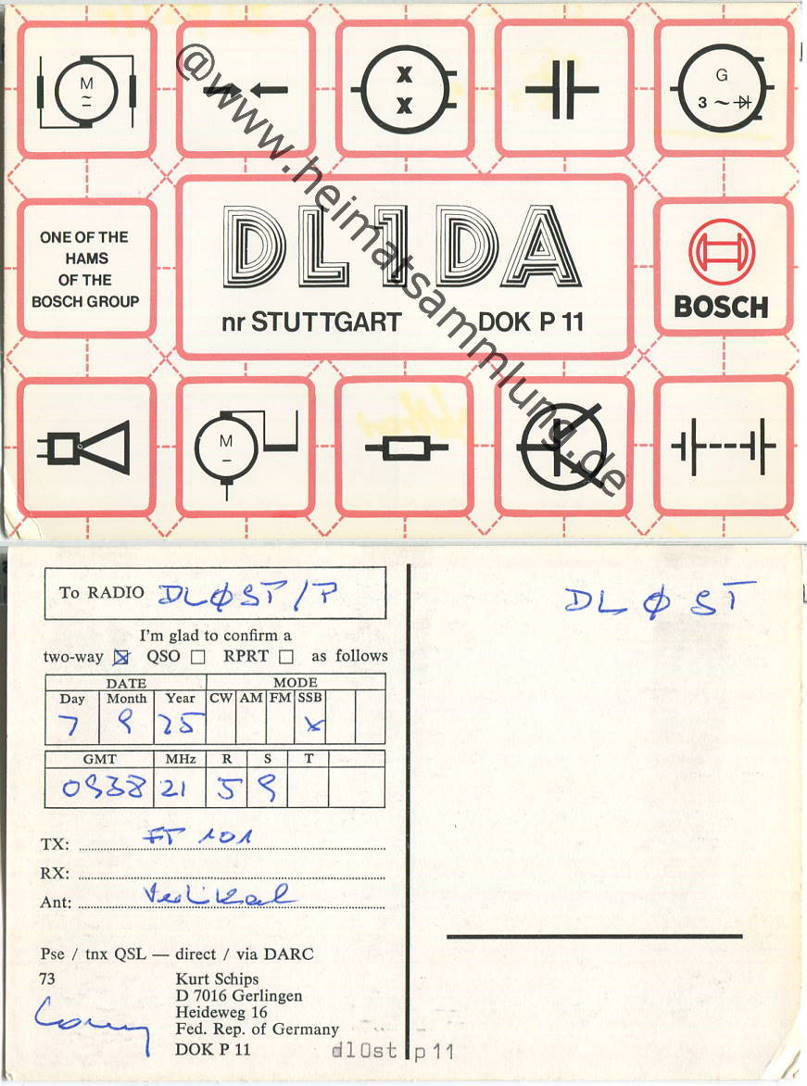 M
~
X
X
G
3 ~
ONE OF THE
HAMS
OF THE
BOSCH GROUP
DL1DA
nr STUTTGART DOK P 11
BOSCH
M
–
@www.heimatsammlung.de
To RADIO DLØST/P
I'm glad to confirm a
two-way ☒ QSO ☐ RPRT ☐ as follows
DATE MODE
Day Month Year CW AM FM SSB
7 9 75 x
GMT MHz R S T
0938 21 5 9
TX: FT 101
RX:
Ant: Vertikal
Pse / tnx QSL — direct / via DARC
73 Kurt Schips
D 7016 Gerlingen
Heideweg 16
Fed. Rep. of Germany
DOK P 11
DLØST
dl0st p11